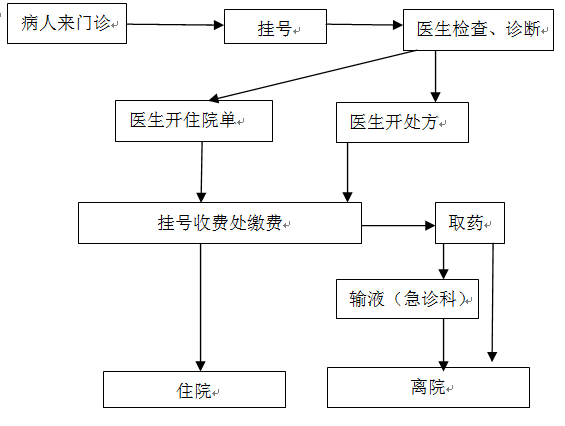 病人来门诊
挂号
医生检查、诊断
医生开住院单
医生开处方
挂号收费处缴费
取药
输液（急诊科）
住院
离院